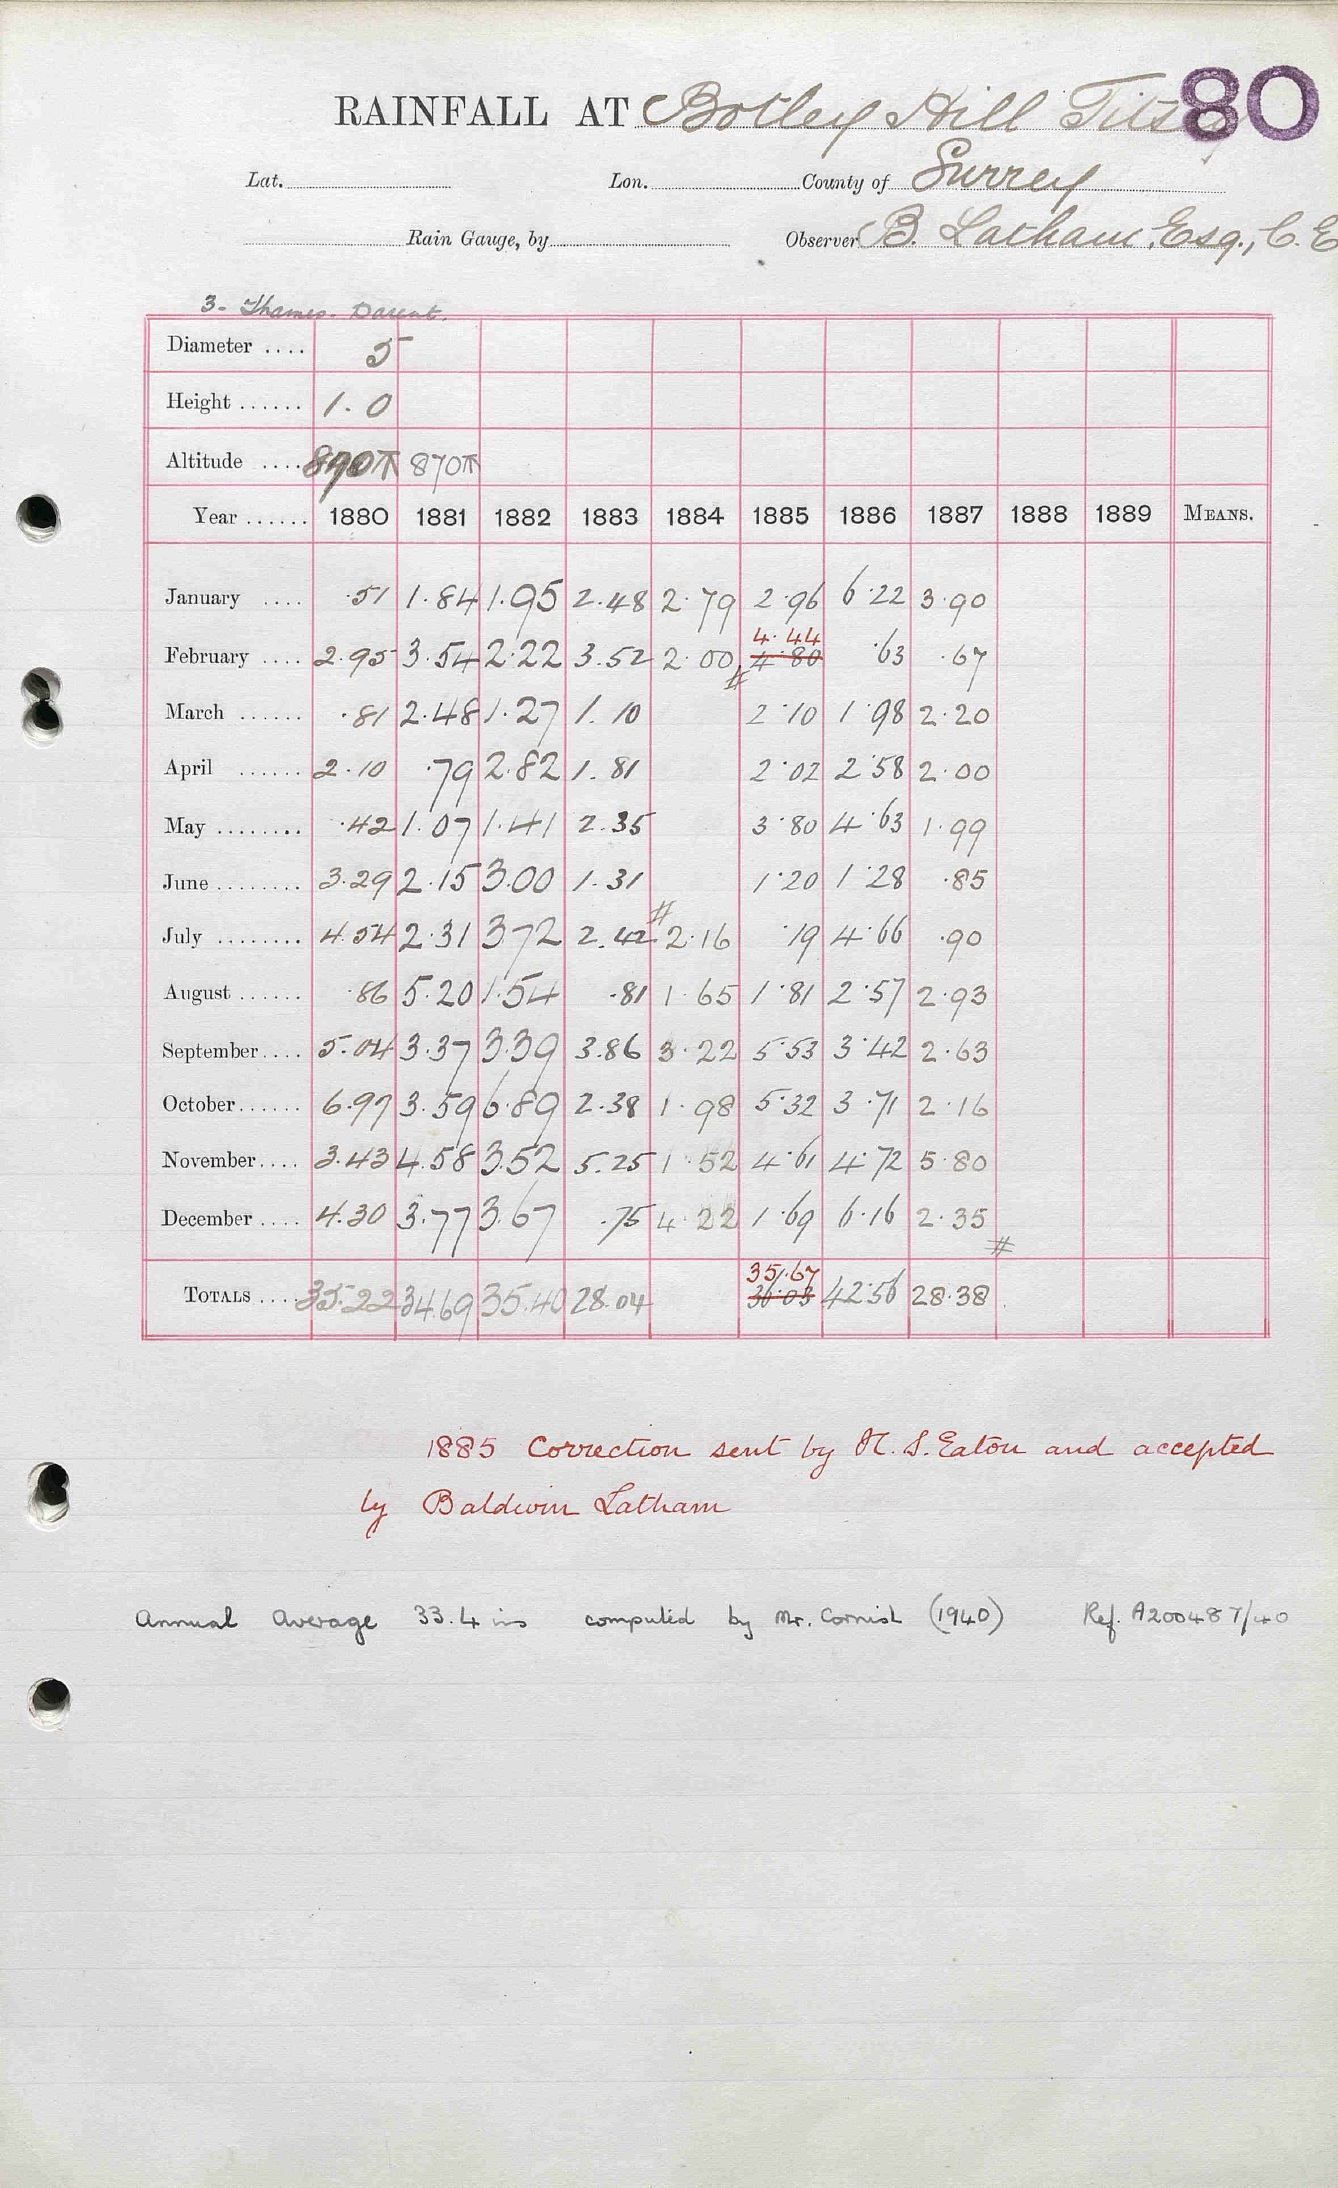 80
RAINFALL AT Botley Hill
Lat. Lon. County of Surrey
Rain Gauge, by Observer B. Latham, Esq., C.E
3. Thames. Darent.
Diameter .... 5
Height ...... 1.0
Altitude .... 870ft
Year ...... 1880 1881 1882 1883 1884 1885 1886 1887 1888 1889 MEANS.
January .... .51 1.84 1.95 2.48 2.79 2.96 6.22 3.90
4.44
February .... 2.95 3.54 2.22 3.52 2.00 4.80 .63 .67
#
March ...... .81 2.48 1.27 1.10 2.10 1.98 2.20
April ...... 2.10 .79 2.82 1.81 2.02 2.58 2.00
May ........ .42 1.07 1.41 2.35 3.80 4.63 1.99
June ........ 3.29 2.15 3.00 1.31 1.20 1.28 .85
#
July ........ 4.54 2.31 3.72 2.42 2.16 .19 4.66 .90
August ...... .86 5.20 1.54 .81 1.65 1.81 2.57 2.93
September .... 5.04 3.37 3.39 3.86 3.22 5.53 3.42 2.63
October ...... 6.97 3.59 6.89 2.38 1.98 5.32 3.71 2.16
November .... 3.43 4.58 3.52 5.25 1.52 4.61 4.72 5.80
December .... 4.30 3.77 3.67 .75 4.22 1.69 6.16 2.35
#
35.67
TOTALS .... 35.22 34.69 35.40 28.04 36.03 42.56 28.38
1885 Correction sent by H. S. Eaton and accepted
by Baldwin Latham
Annual Average 33.4 ins computed by Mr. Cornish (1940) Ref. A200487/40